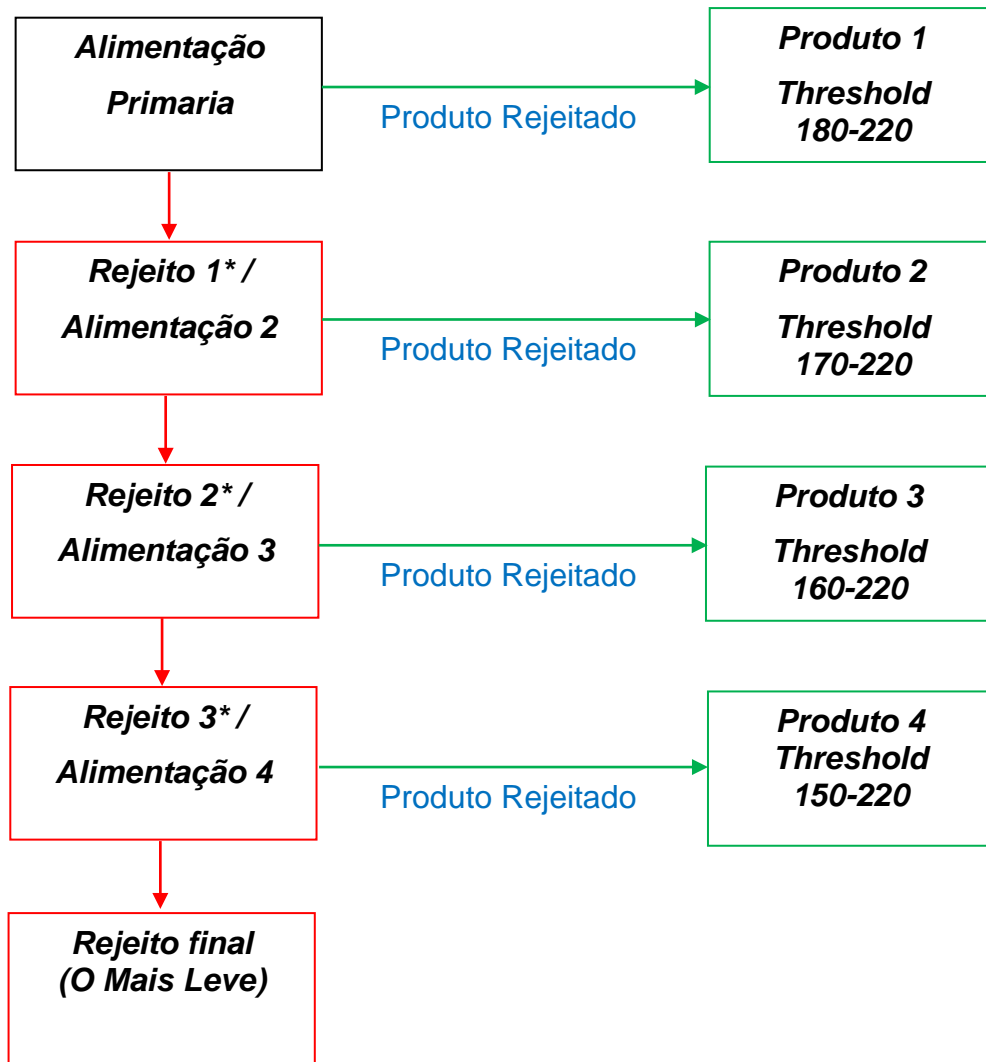 Alimentação
Primaria
Produto Rejeitado
Produto 1
Threshold
180-220
Rejeito 1* /
Alimentação 2
Produto Rejeitado
Produto 2
Threshold
170-220
Rejeito 2* /
Alimentação 3
Produto Rejeitado
Produto 3
Threshold
160-220
Rejeito 3* /
Alimentação 4
Produto Rejeitado
Produto 4
Threshold
150-220
Rejeito final
(O Mais Leve)